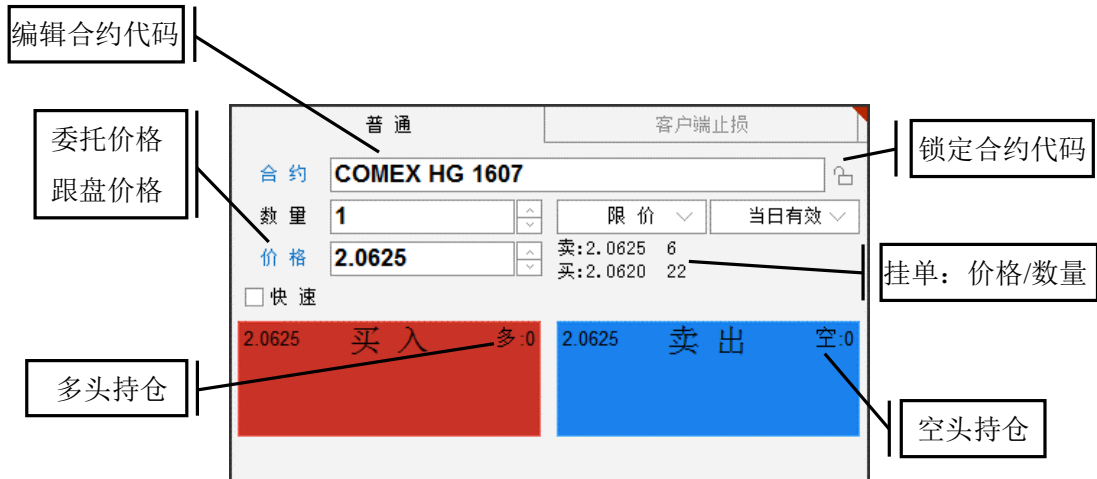 编辑合约代码
普 通
客户端止损
委托价格
跟盘价格
锁定合约代码
合 约
COMEX HG 1607
数 量
1
限 价
当日有效
价 格
2.0625
卖:2.0625 6
买:2.0620 22
挂单：价格/数量
快 速
2.0625 买 入 多:0
2.0625 卖 出 空:0
多头持仓
空头持仓